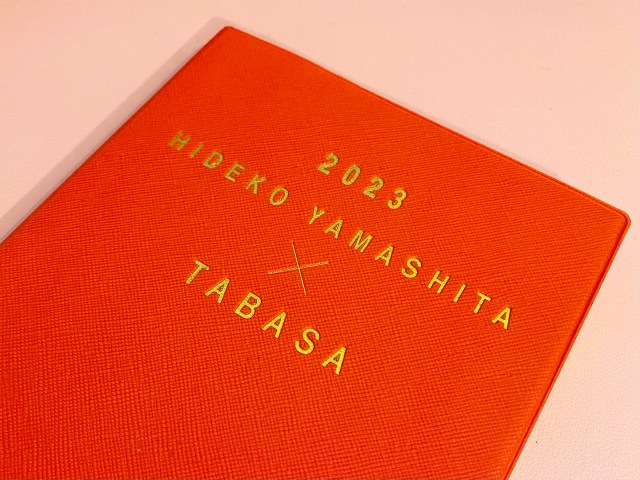 2023
HIDEKO YAMASHITA
×
TABASA